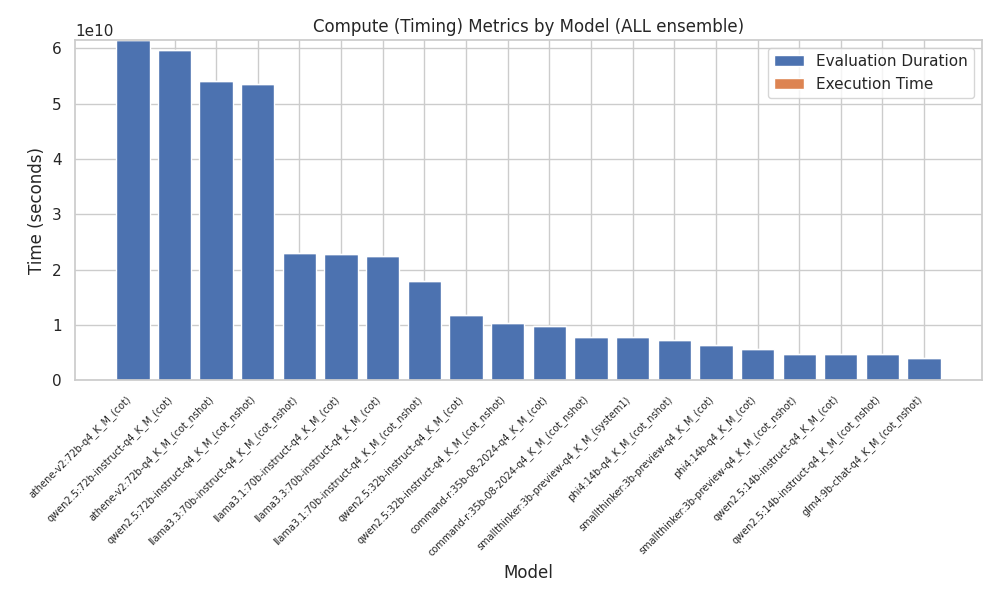 Compute (Timing) Metrics by Model (ALL ensemble)
1e10
6
5
4
3
2
1
0
Time (seconds)
Evaluation Duration
Execution Time
athene-v2:72b-q4_K_M_(cot)
qwen2.5:72b-instruct-q4_K_M_(cot)
athene-v2:72b-q4_K_M_(cot_nshot)
qwen2.5:72b-instruct-q4_K_M_(cot_nshot)
llama3.3:70b-instruct-q4_K_M_(cot_nshot)
llama3.1:70b-instruct-q4_K_M_(cot)
llama3.3:70b-instruct-q4_K_M_(cot)
llama3.1:70b-instruct-q4_K_M_(cot_nshot)
qwen2.5:32b-instruct-q4_K_M_(cot)
qwen2.5:32b-instruct-q4_K_M_(cot_nshot)
command-r:35b-08-2024-q4_K_M_(cot)
command-r:35b-08-2024-q4_K_M_(cot_nshot)
smallthinker:3b-preview-q4_K_M_(system1)
phi4:14b-q4_K_M_(cot_nshot)
smallthinker:3b-preview-q4_K_M_(cot)
phi4:14b-q4_K_M_(cot)
smallthinker:3b-preview-q4_K_M_(cot_nshot)
qwen2.5:14b-instruct-q4_K_M_(cot)
qwen2.5:14b-instruct-q4_K_M_(cot_nshot)
glm4:9b-chat-q4_K_M_(cot_nshot)
Model